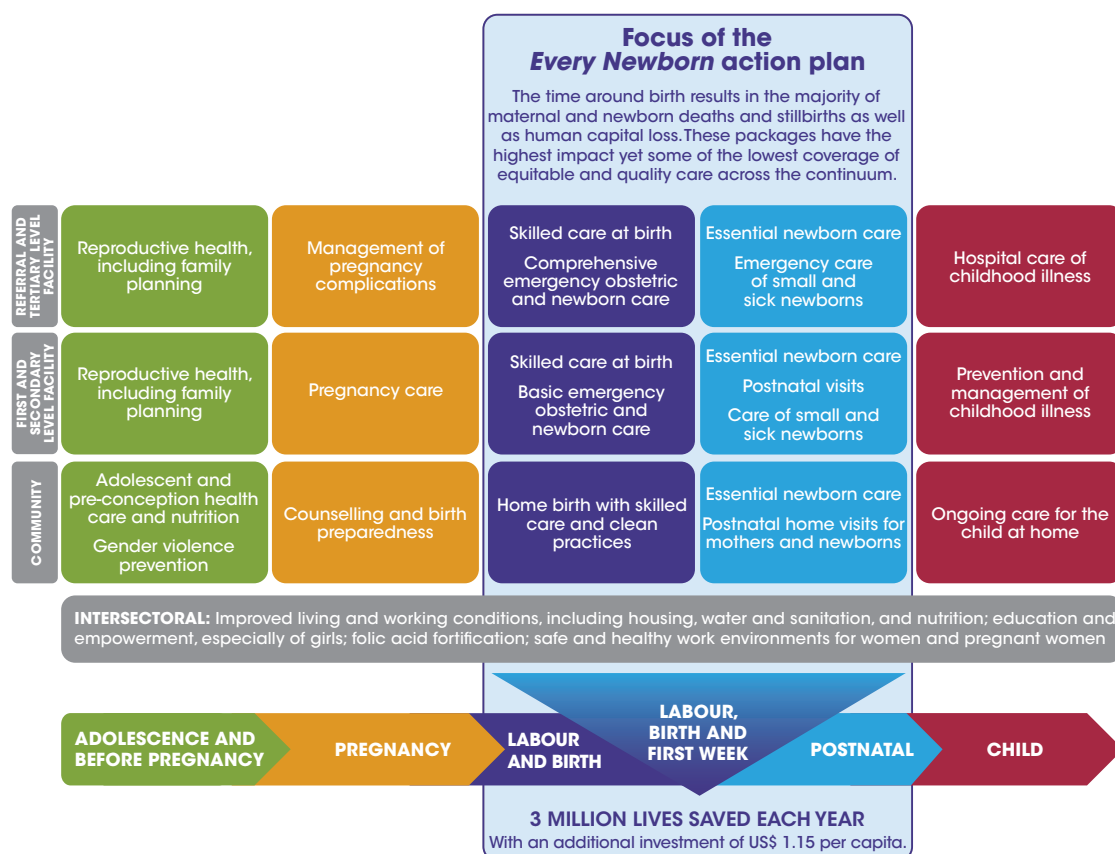 Focus of the
Every Newborn action plan
The time around birth results in the majority of
maternal and newborn deaths and stillbirths as well
as human capital loss. These packages have the
highest impact yet some of the lowest coverage of
equitable and quality care across the continuum.
REFERRAL AND
TERTIARY LEVEL
FACILITY
Reproductive health,
including family
planning
Management of
pregnancy
complications
Skilled care at birth
Comprehensive
emergency obstetric
and newborn care
Essential newborn care
Emergency care
of small and
sick newborns
Hospital care of
childhood illness
FIRST AND
SECONDARY
LEVEL FACILITY
Reproductive health,
including family
planning
Pregnancy care
Skilled care at birth
Basic emergency
obstetric and
newborn care
Essential newborn care
Postnatal visits
Care of small and
sick newborns
Prevention and
management of
childhood illness
COMMUNITY
Adolescent and
pre-conception health
care and nutrition
Gender violence
prevention
Counselling and birth
preparedness
Home birth with skilled
care and clean
practices
Essential newborn care
Postnatal home visits for
mothers and newborns
Ongoing care for the
child at home
INTERSECTORAL: Improved living and working conditions, including housing, water and sanitation, and nutrition; education and
empowerment, especially of girls; folic acid fortification; safe and healthy work environments for women and pregnant women
ADOLESCENCE AND
BEFORE PREGNANCY
PREGNANCY
LABOUR
AND BIRTH
LABOUR,
BIRTH AND
FIRST WEEK
POSTNATAL
CHILD
3 MILLION LIVES SAVED EACH YEAR
With an additional investment of US$ 1.15 per capita.